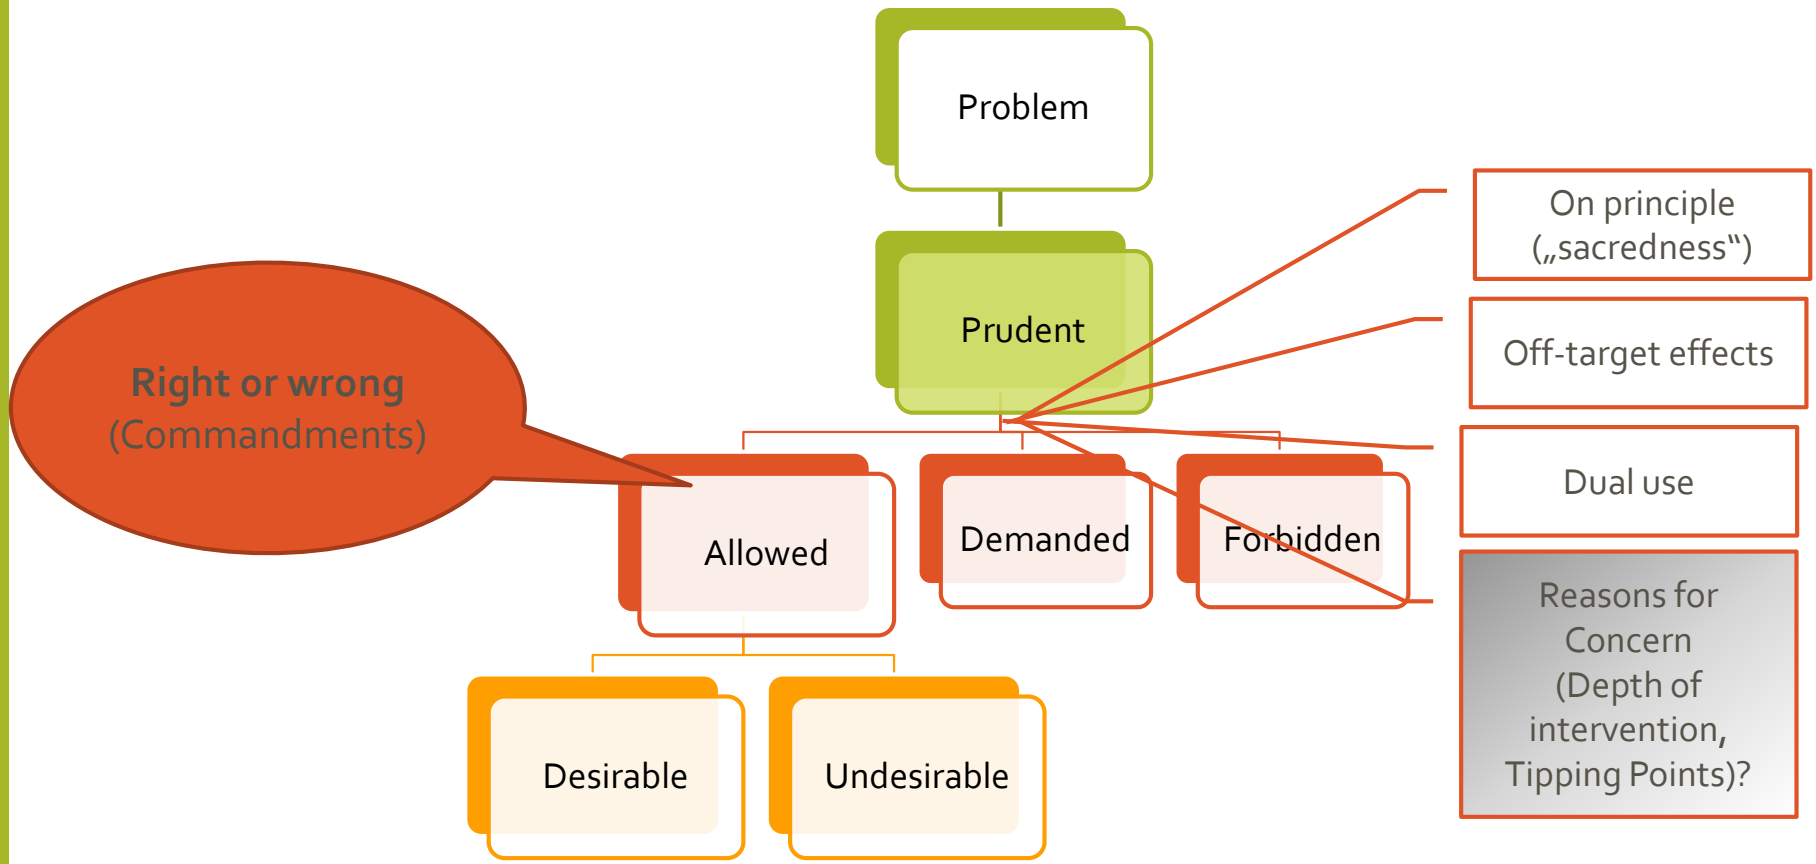 Problem
Prudent
Right or wrong
(Commandments)
Allowed
Demanded
Forbidden
Desirable
Undesirable
On principle
(„sacredness“)
Off-target effects
Dual use
Reasons for
Concern
(Depth of
intervention,
Tipping Points)?